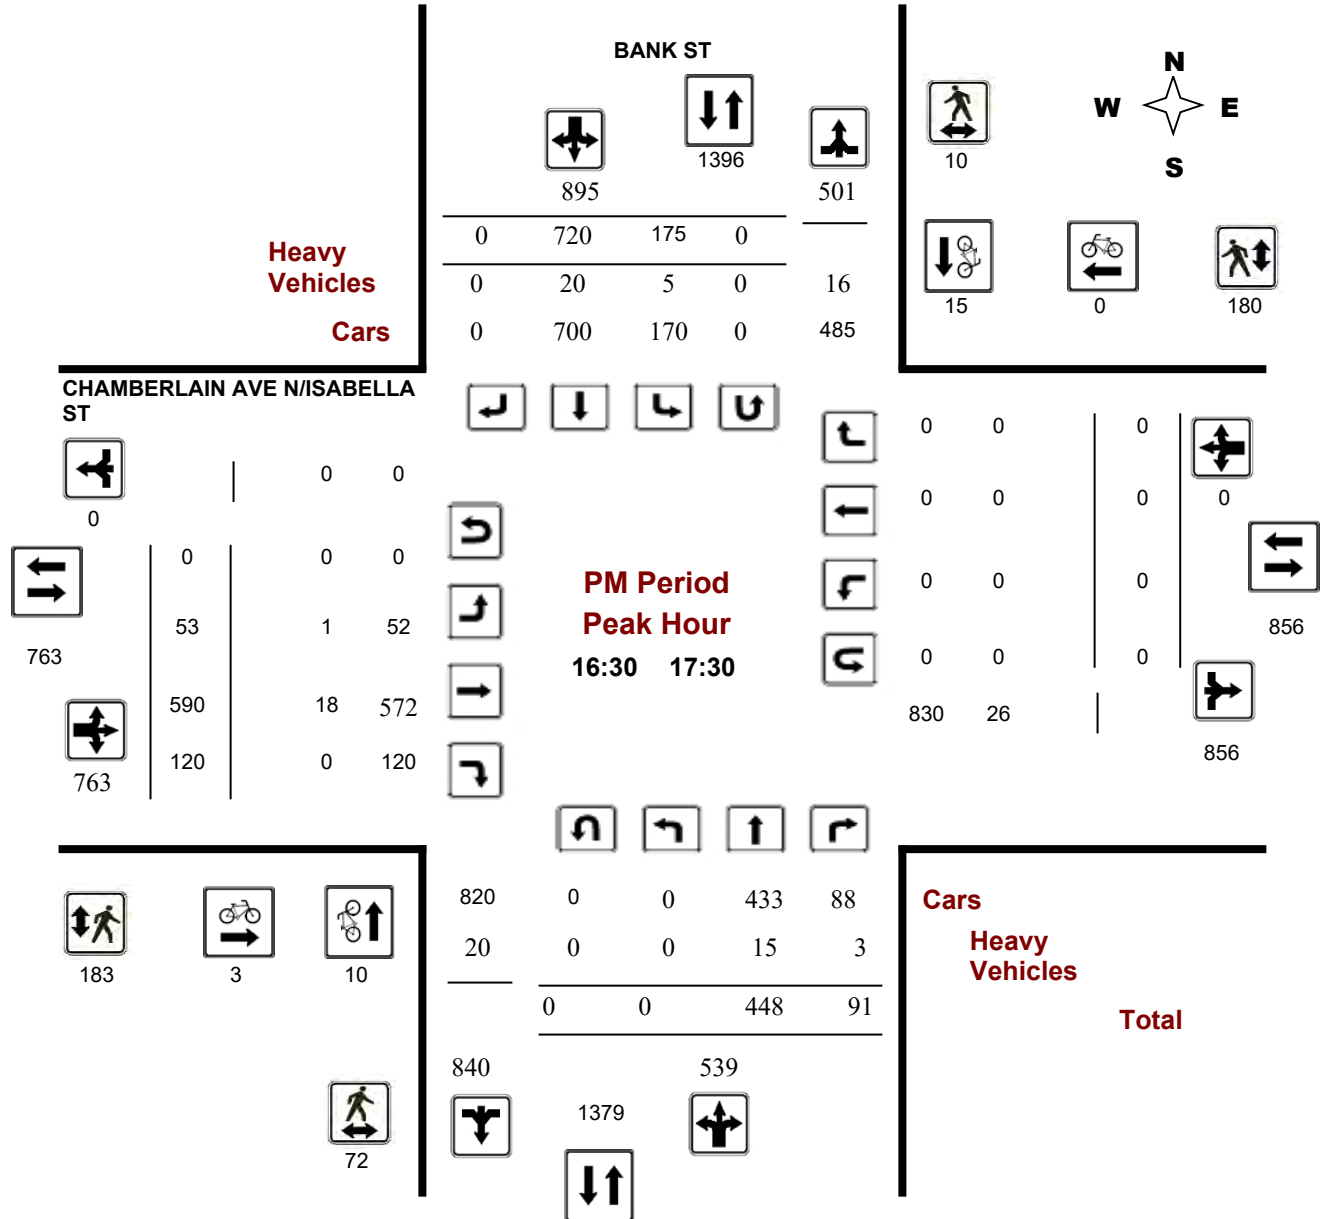 BANK ST
N
W E
S
1396
10
895
501
0 720 175 0
Heavy
Vehicles
0 20 5 0 16
15 0 180
Cars
0 700 170 0 485
CHAMBERLAIN AVE N/ISABELLA
ST
0 0 0
0 0
0
0 0 0 0
0 0 0
PM Period
0 0 0
53 1 52
Peak Hour
856
763
16:30 17:30
0 0 0
590 18 572
830 26
856
120 0 120
763
820 0 0 433 88
Cars
20 0 0 15 3
Heavy
Vehicles
183 3 10
0 0 448 91
Total
840 539
1379
72